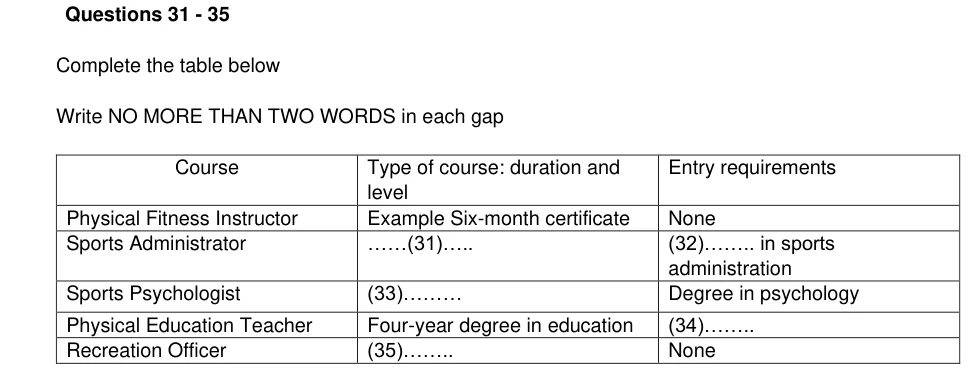 Questions 31 - 35
Complete the table below
Write NO MORE THAN TWO WORDS in each gap
Course
Type of course: duration and
level
Entry requirements
Physical Fitness Instructor
Example Six-month certificate
None
Sports Administrator
……(31)…..
(32)…….. in sports
administration
Sports Psychologist
(33)………
Degree in psychology
Physical Education Teacher
Four-year degree in education
(34)……..
Recreation Officer
(35)……..
None